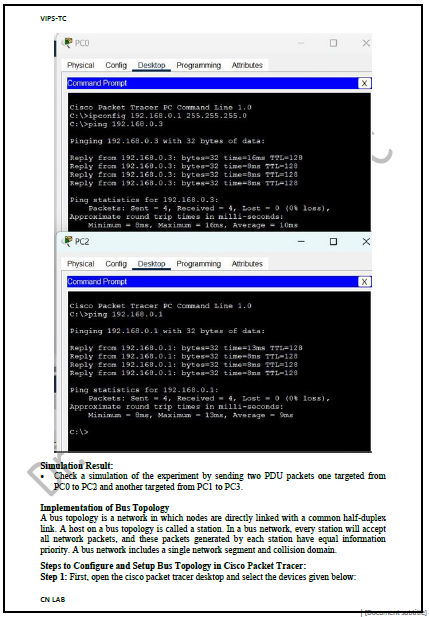 VIPS-TC
PC0
Physical Config Desktop Programming Attributes
Command Prompt X
Cisco Packet Tracer PC Command Line 1.0
C:\>ipconfig 192.168.0.1 255.255.255.0
C:\>ping 192.168.0.3
Pinging 192.168.0.3 with 32 bytes of data:
Reply from 192.168.0.3: bytes=32 time=16ms TTL=128
Reply from 192.168.0.3: bytes=32 time=8ms TTL=128
Reply from 192.168.0.3: bytes=32 time=8ms TTL=128
Reply from 192.168.0.3: bytes=32 time=8ms TTL=128
Ping statistics for 192.168.0.3:
Packets: Sent = 4, Received = 4, Lost = 0 (0% loss),
Approximate round trip times in milli-seconds:
Minimum = 8ms, Maximum = 16ms, Average = 10ms
PC2
Physical Config Desktop Programming Attributes
Command Prompt X
Cisco Packet Tracer PC Command Line 1.0
C:\>ping 192.168.0.1
Pinging 192.168.0.1 with 32 bytes of data:
Reply from 192.168.0.1: bytes=32 time=13ms TTL=128
Reply from 192.168.0.1: bytes=32 time=8ms TTL=128
Reply from 192.168.0.1: bytes=32 time=8ms TTL=128
Reply from 192.168.0.1: bytes=32 time=8ms TTL=128
Ping statistics for 192.168.0.1:
Packets: Sent = 4, Received = 4, Lost = 0 (0% loss),
Approximate round trip times in milli-seconds:
Minimum = 8ms, Maximum = 13ms, Average = 9ms
C:\>
Simulation Result:
• Check a simulation of the experiment by sending two PDU packets one targeted from
PC0 to PC2 and another targeted from PC1 to PC3.
Implementation of Bus Topology
A bus topology is a network in which nodes are directly linked with a common half-duplex
link. A host on a bus topology is called a station. In a bus network, every station will accept
all network packets, and these packets generated by each station have equal information
priority. A bus network includes a single network segment and collision domain.
Steps to Configure and Setup Bus Topology in Cisco Packet Tracer:
Step 1: First, open the cisco packet tracer desktop and select the devices given below:
CN LAB
[Document subtitle]